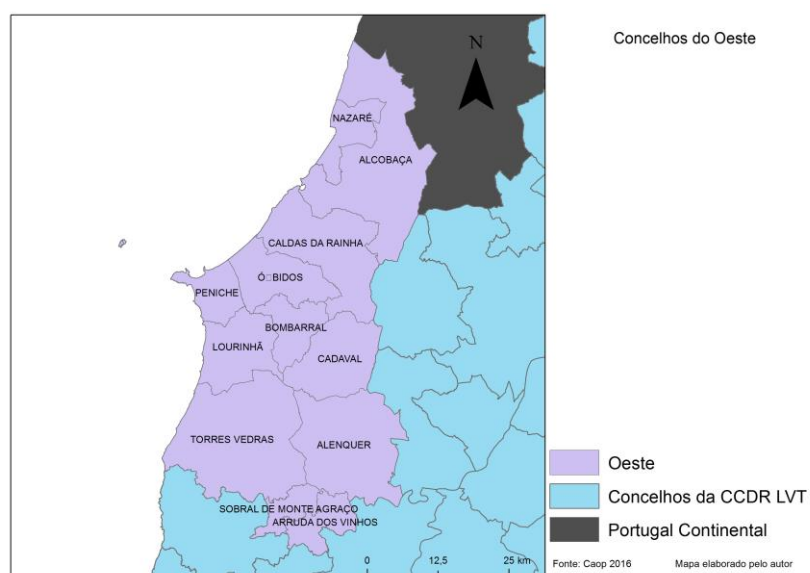 Concelhos do Oeste
N
NAZARÉ
ALCOBAÇA
CALDAS DA RAINHA
Ó□BIDOS
PENICHE
BOMBARRAL
LOURINHÃ
CADAVAL
TORRES VEDRAS
ALENQUER
SOBRAL DE MONTE AGRAÇO
ARRUDA DOS VINHOS
0 12,5 25 km
Oeste
Concelhos da CCDR LVT
Portugal Continental
Fonte: Caop 2016 Mapa elaborado pelo autor